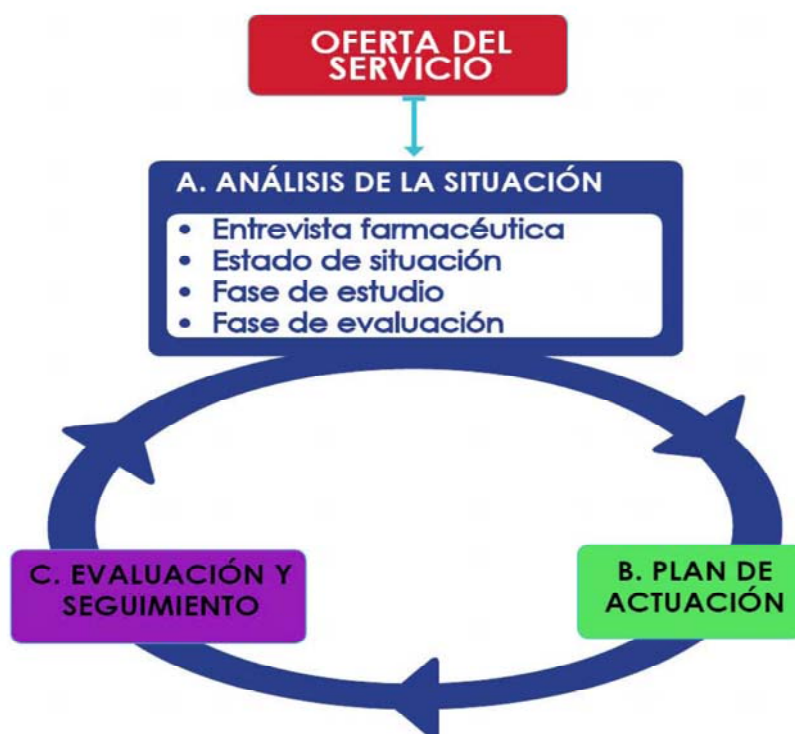 OFERTA DEL
SERVICIO
A. ANÁLISIS DE LA SITUACIÓN
• Entrevista farmacéutica
• Estado de situación
• Fase de estudio
• Fase de evaluación
C. EVALUACIÓN Y
SEGUIMIENTO
B. PLAN DE
ACTUACIÓN